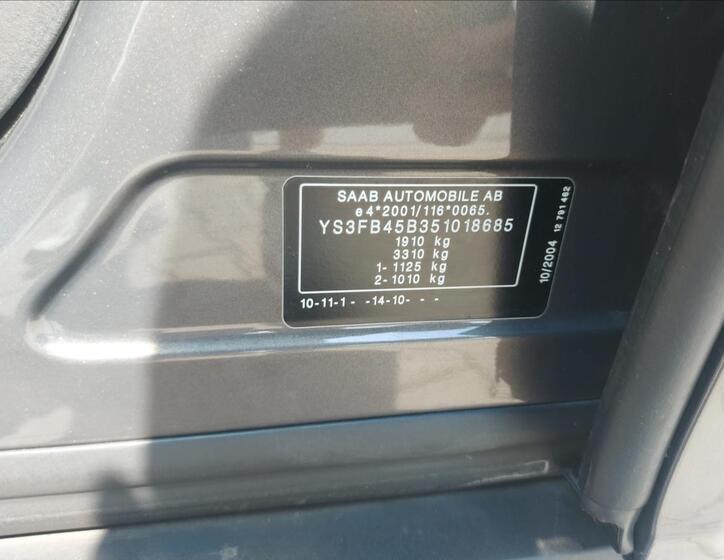 SAAB AUTOMOBILE AB
e4*2001/116*0065.
YS3FB45B351018685
1910 kg
3310 kg
1- 1125 kg
2- 1010 kg
10-11-1 - -14-10- - -
10/2004 12 791 462